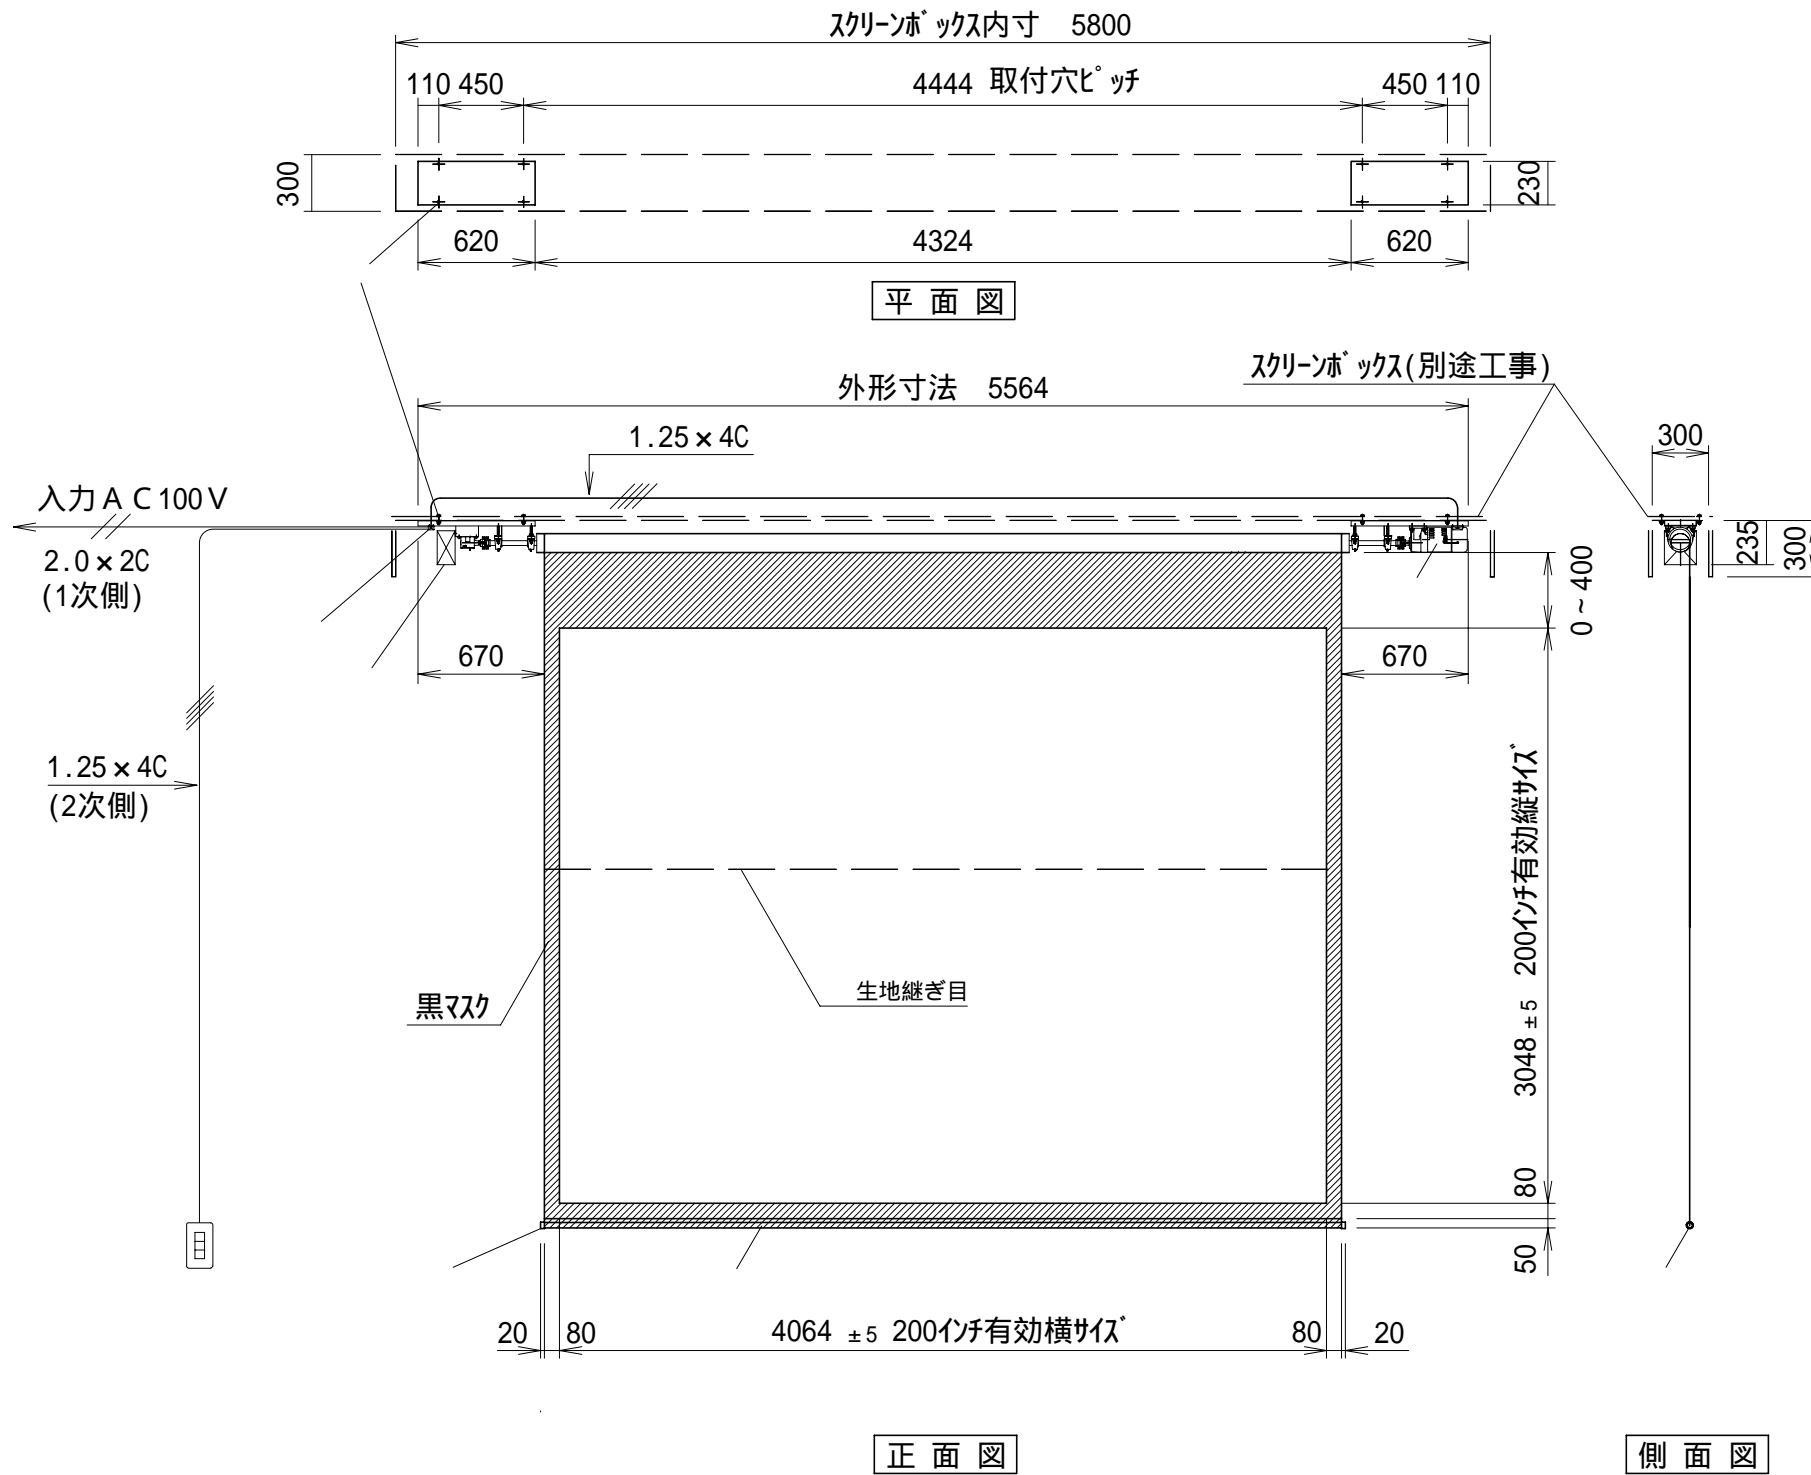 スクリーンボックス内寸 5800
110 450 4444 取付穴ピッチ 450 110
300
230
620 4324 620
平面図
スクリーンボックス(別途工事)
外形寸法 5564
1.25×4C
300
入力AC100V
2.0×2C
(1次側)
235
300
0~400
670 670
1.25×4C
(2次側)
3048 ±5 200インチ有効縦サイズ
生地継ぎ目
黒マスク
80
50
20 80 4064 ±5 200インチ有効横サイズ 80 20
正面図
側面図